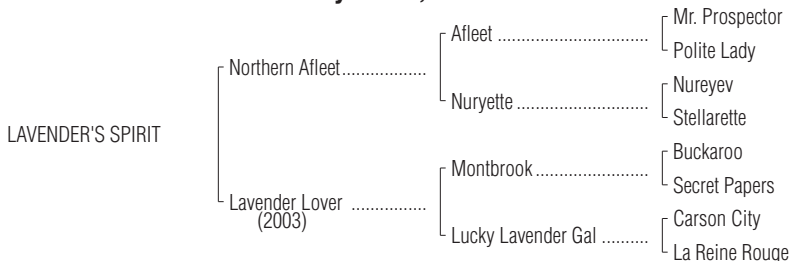 Mr. Prospector
Afleet ........................................
Polite Lady
Northern Afleet..................
Nureyev
Nuryette ...................................
Stellarette
LAVENDER'S SPIRIT
Buckaroo
Montbrook ..............................
Secret Papers
Lavender Lover ................
(2003)
Carson City
Lucky Lavender Gal ..........
La Reine Rouge